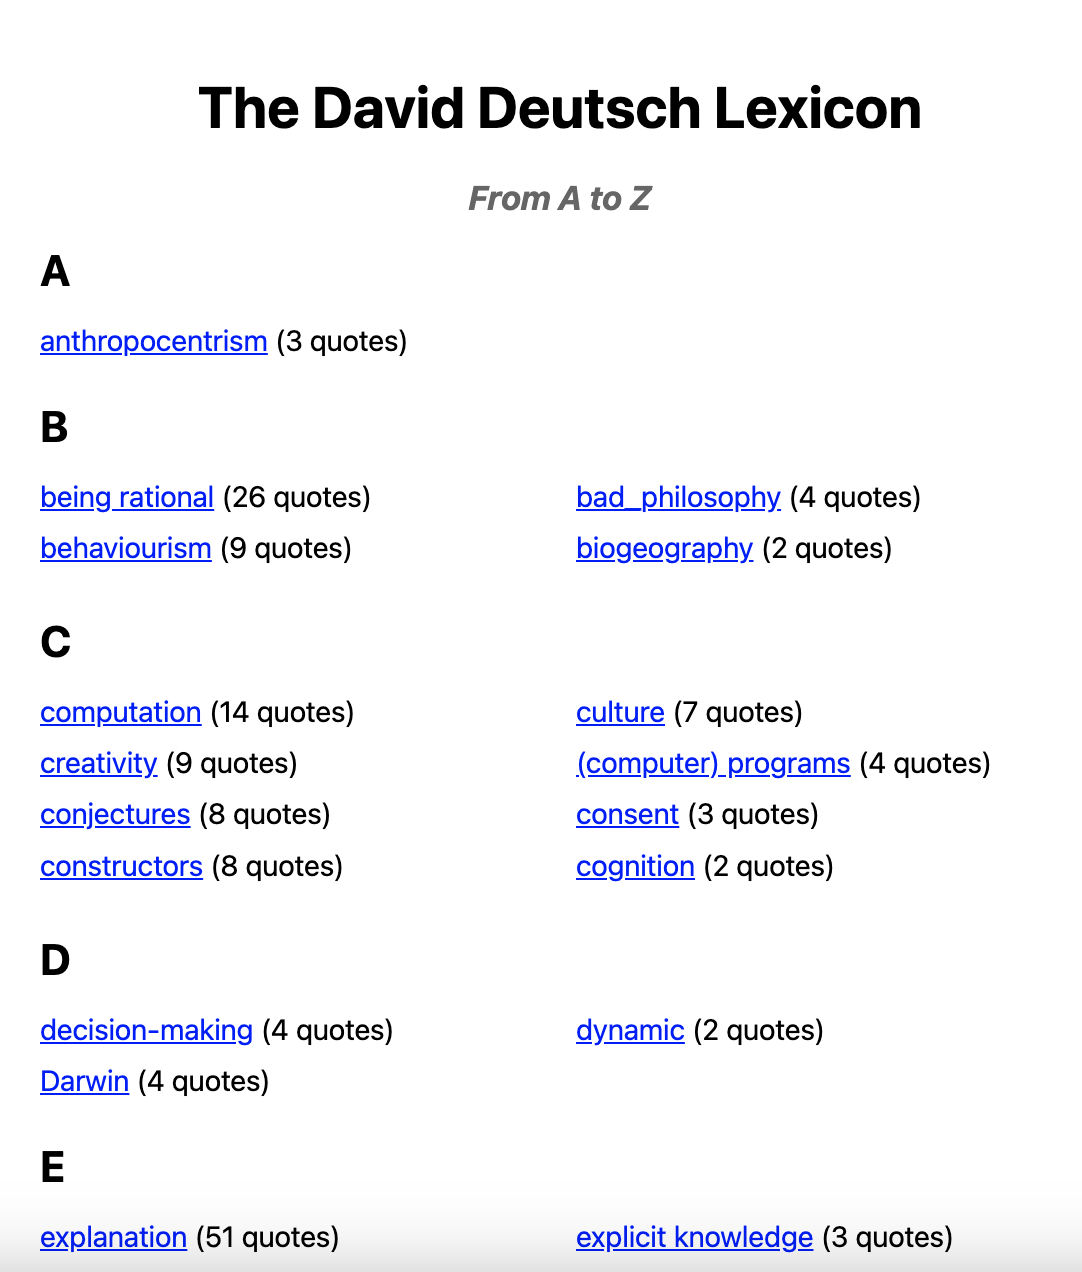 The David Deutsch Lexicon
From A to Z
A
anthropocentrism (3 quotes)
B
being rational (26 quotes)
behaviourism (9 quotes)
bad_philosophy (4 quotes)
biogeography (2 quotes)
C
computation (14 quotes)
creativity (9 quotes)
conjectures (8 quotes)
constructors (8 quotes)
culture (7 quotes)
(computer) programs (4 quotes)
consent (3 quotes)
cognition (2 quotes)
D
decision-making (4 quotes)
Darwin (4 quotes)
dynamic (2 quotes)
E
explanation (51 quotes)
explicit knowledge (3 quotes)